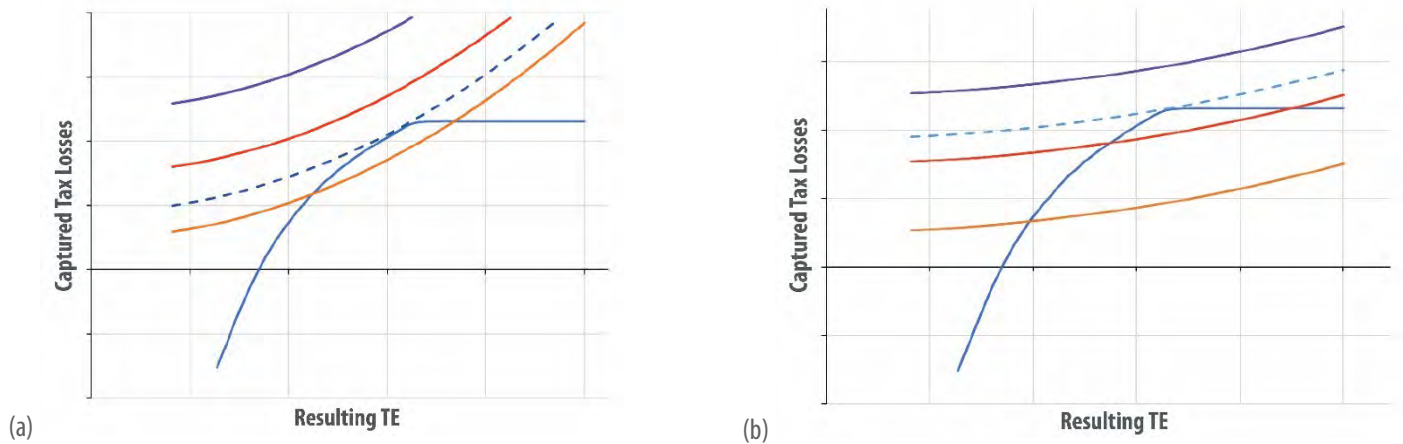 Captured Tax Losses
Resulting TE
(a)
Captured Tax Losses
Resulting TE
(b)